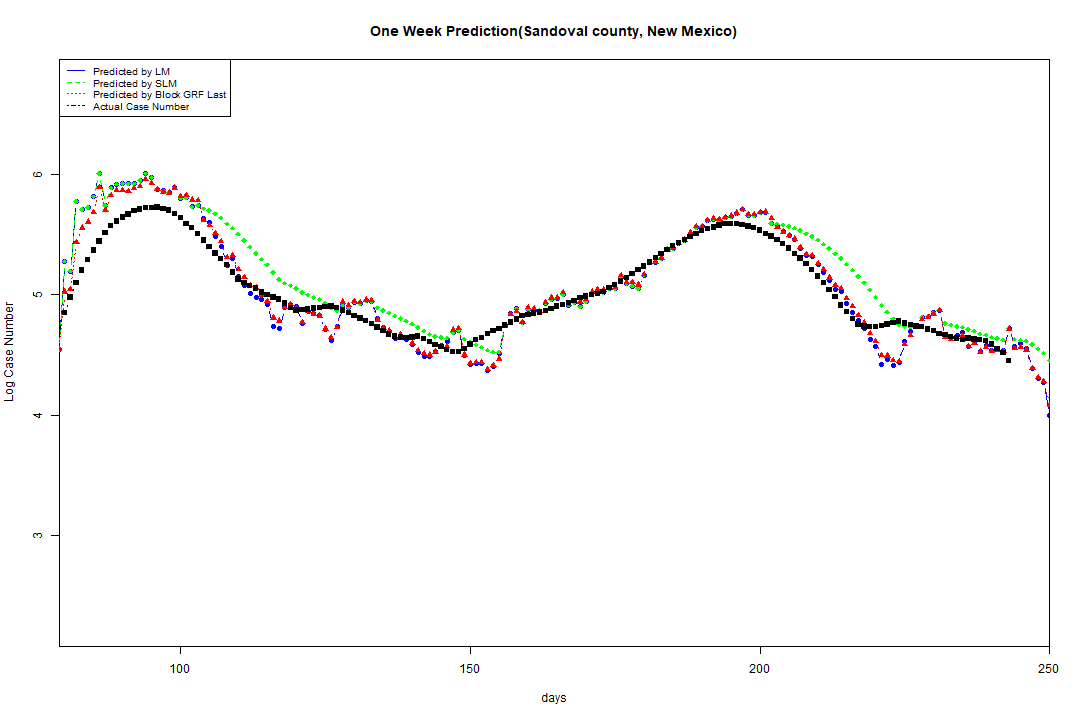 One Week Prediction(Sandoval county, New Mexico)
Predicted by LM
Predicted by SLM
Predicted by Block GRF Last
Actual Case Number
6
5
4
3
Log Case Number
100
150
200
250
days